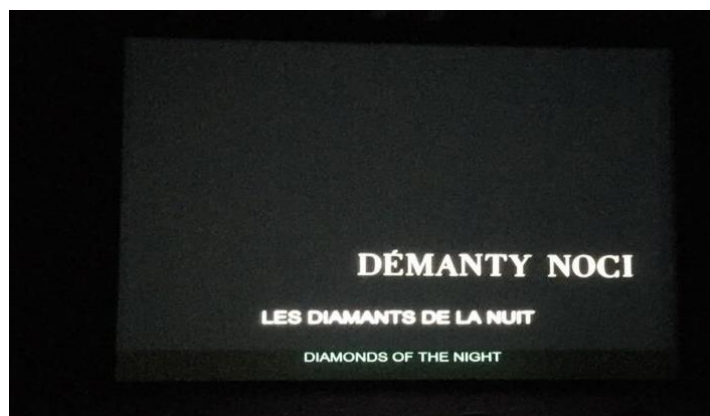 DÉMANTY NOCI
LES DIAMANTS DE LA NUIT
DIAMONDS OF THE NIGHT